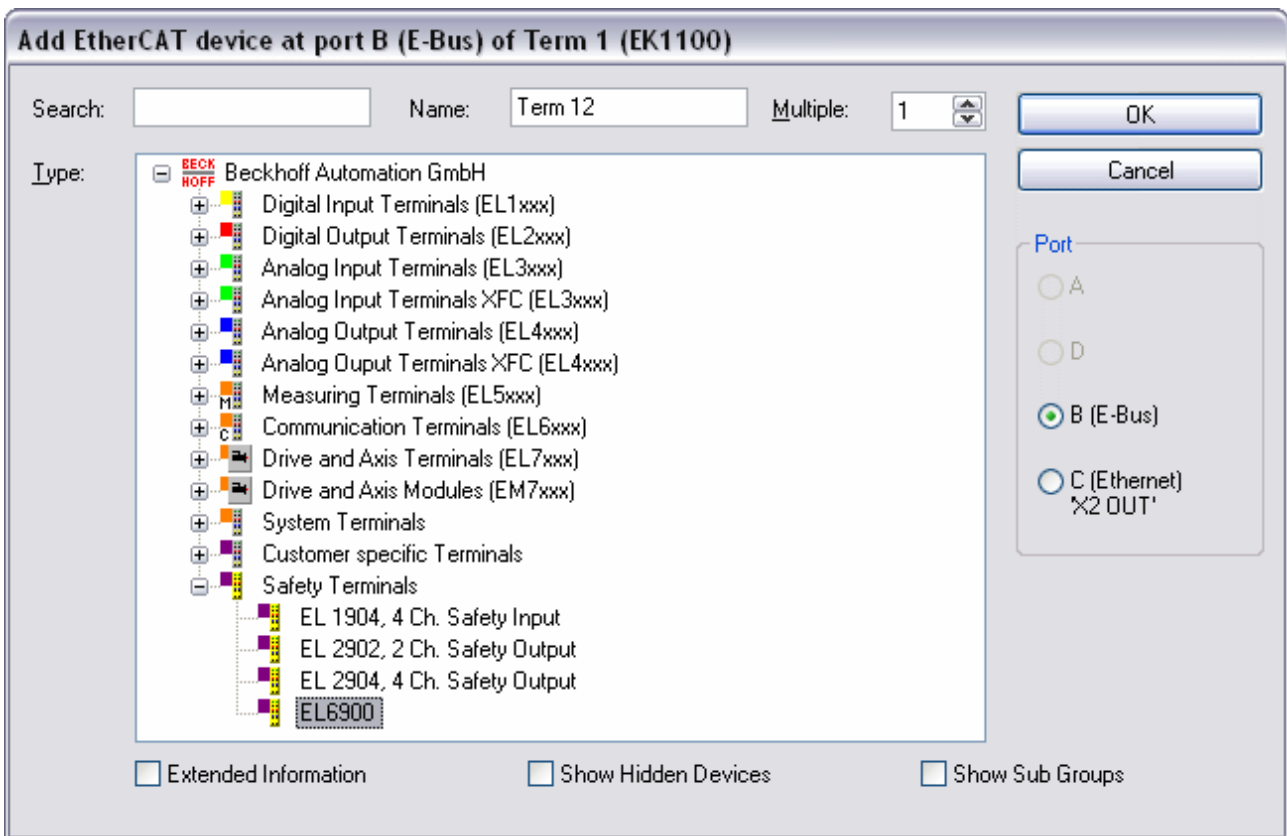 Add EtherCAT device at port B (E-Bus) of Term 1 (EK1100)
Search:
Name: Term 12
Multiple: 1
OK
Type:
BECK
HOFF
Beckhoff Automation GmbH
Cancel
Digital Input Terminals (EL1xxx)
Digital Output Terminals (EL2xxx)
Analog Input Terminals (EL3xxx)
Analog Input Terminals XFC (EL3xxx)
Analog Output Terminals (EL4xxx)
Analog Ouput Terminals XFC (EL4xxx)
M Measuring Terminals (EL5xxx)
C Communication Terminals (EL6xxx)
Drive and Axis Terminals (EL7xxx)
Drive and Axis Modules (EM7xxx)
System Terminals
Customer specific Terminals
Safety Terminals
EL 1904, 4 Ch. Safety Input
EL 2902, 2 Ch. Safety Output
EL 2904, 4 Ch. Safety Output
EL6900
Port
A
D
B (E-Bus)
C (Ethernet)
'X2 OUT'
Extended Information
Show Hidden Devices
Show Sub Groups